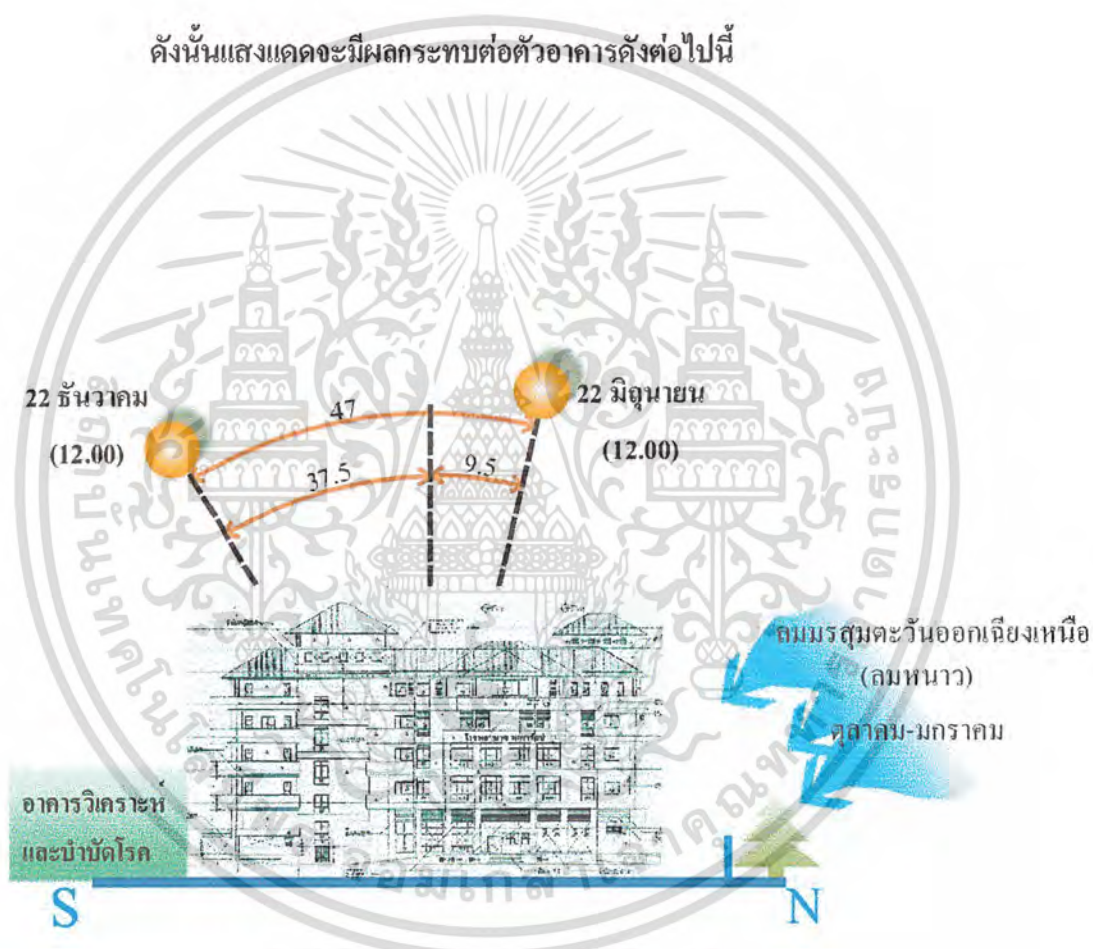 ดังนั้นแสงแดดจะมีผลกระทบต่อตัวอาคารดังต่อไปนี้
22 ธันวาคม
(12.00)
47
37.5
9.5
22 มิถุนายน
(12.00)
ลมมรสุมตะวันออกเฉียงเหนือ
(ลมหนาว)
ตุลาคม-มกราคม
อาคารวิเคราะห์
และบำบัดโรค
S
N